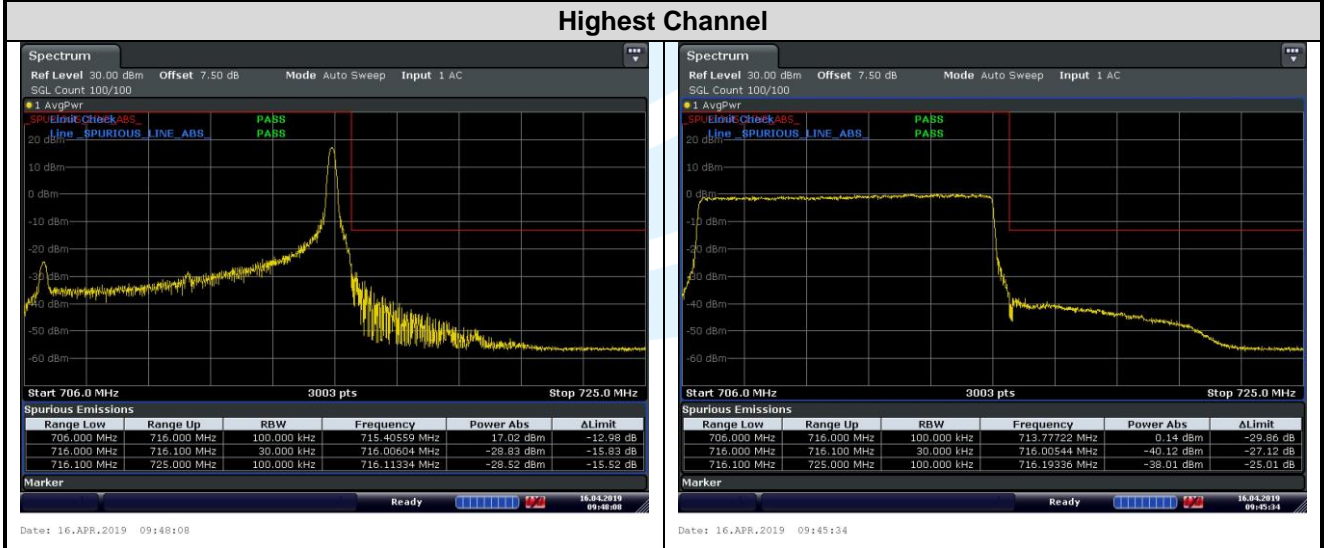 Highest Channel
Spectrum
Ref Level 30.00 dBm Offset 7.50 dB Mode Auto Sweep Input 1 AC
SGL Count 100/100
1 AvgPwr
Limit Check PASS
Line _SPURIOUS_LINE_ABS_ PASS
20 dBm
10 dBm
0 dBm
-10 dBm
-20 dBm
-30 dBm
-40 dBm
-50 dBm
-60 dBm
Start 706.0 MHz 3003 pts Stop 725.0 MHz
Spurious Emissions
Range Low Range Up RBW Frequency Power Abs ΔLimit
706.000 MHz 716.000 MHz 100.000 kHz 715.40559 MHz 17.02 dBm -12.98 dB
716.000 MHz 716.100 MHz 30.000 kHz 716.00604 MHz -28.83 dBm -15.83 dB
716.100 MHz 725.000 MHz 100.000 kHz 716.11334 MHz -28.52 dBm -15.52 dB
Marker
Ready 16.04.2019
09:48:08
Date: 16.APR.2019 09:48:08
Spectrum
Ref Level 30.00 dBm Offset 7.50 dB Mode Auto Sweep Input 1 AC
SGL Count 100/100
1 AvgPwr
Limit Check PASS
Line _SPURIOUS_LINE_ABS_ PASS
20 dBm
10 dBm
0 dBm
-10 dBm
-20 dBm
-30 dBm
-40 dBm
-50 dBm
-60 dBm
Start 706.0 MHz 3003 pts Stop 725.0 MHz
Spurious Emissions
Range Low Range Up RBW Frequency Power Abs ΔLimit
706.000 MHz 716.000 MHz 100.000 kHz 713.77722 MHz 0.14 dBm -29.86 dB
716.000 MHz 716.100 MHz 30.000 kHz 716.00544 MHz -40.12 dBm -27.12 dB
716.100 MHz 725.000 MHz 100.000 kHz 716.19336 MHz -38.01 dBm -25.01 dB
Marker
Ready 16.04.2019
09:45:34
Date: 16.APR.2019 09:45:34